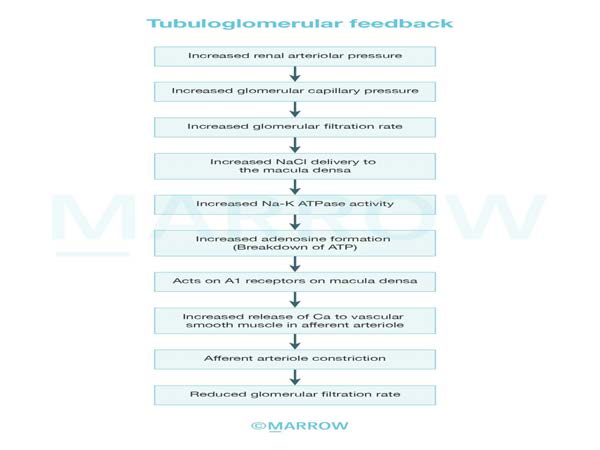 Tubuloglomerular feedback
Increased renal arteriolar pressure
Increased glomerular capillary pressure
Increased glomerular filtration rate
Increased NaCl delivery to
the macula densa
Increased Na-K ATPase activity
Increased adenosine formation
(Breakdown of ATP)
Acts on A1 receptors on macula densa
Increased release of Ca to vascular
smooth muscle in afferent arteriole
Afferent arteriole constriction
Reduced glomerular filtration rate
MARROW
©MARROW